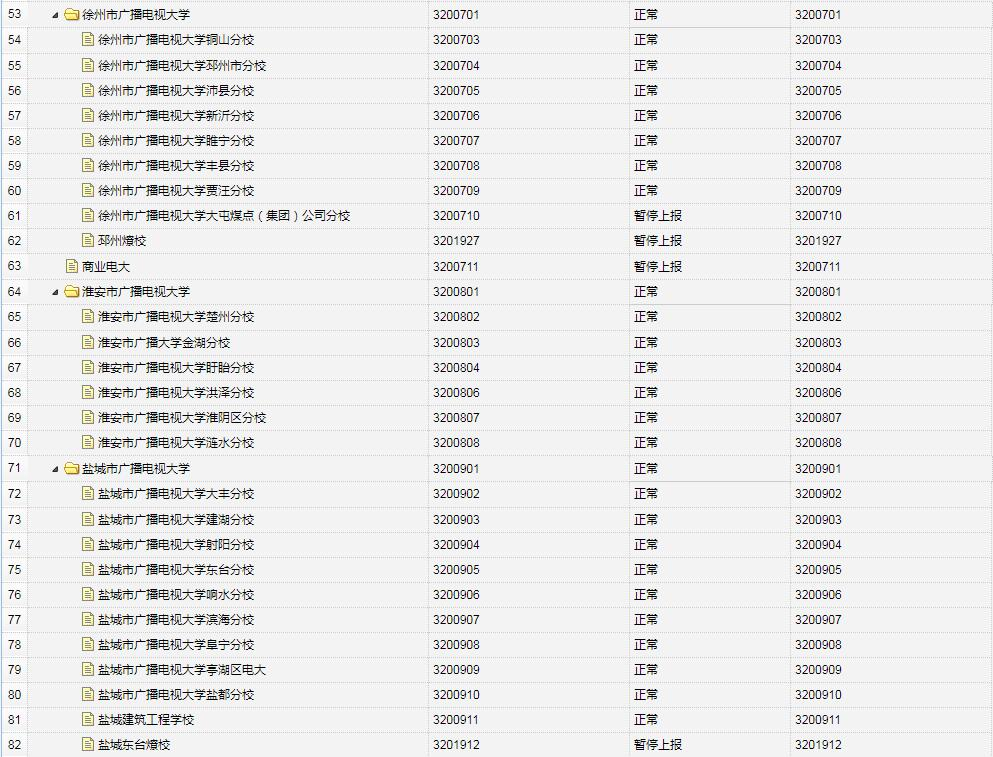 53 徐州市广播电视大学 3200701 正常 3200701
54 徐州市广播电视大学铜山分校 3200703 正常 3200703
55 徐州市广播电视大学邳州市分校 3200704 正常 3200704
56 徐州市广播电视大学沛县分校 3200705 正常 3200705
57 徐州市广播电视大学新沂分校 3200706 正常 3200706
58 徐州市广播电视大学睢宁分校 3200707 正常 3200707
59 徐州市广播电视大学丰县分校 3200708 正常 3200708
60 徐州市广播电视大学贾汪分校 3200709 正常 3200709
61 徐州市广播电视大学大屯煤点（集团）公司分校 3200710 暂停上报 3200710
62 邳州燎校 3201927 暂停上报 3201927
63 商业电大 3200711 暂停上报 3200711
64 淮安市广播电视大学 3200801 正常 3200801
65 淮安市广播电视大学楚州分校 3200802 正常 3200802
66 淮安市广播大学金湖分校 3200803 正常 3200803
67 淮安市广播电视大学盱眙分校 3200804 正常 3200804
68 淮安市广播电视大学洪泽分校 3200806 正常 3200806
69 淮安市广播电视大学淮阴区分校 3200807 正常 3200807
70 淮安市广播电视大学涟水分校 3200808 正常 3200808
71 盐城市广播电视大学 3200901 正常 3200901
72 盐城市广播电视大学大丰分校 3200902 正常 3200902
73 盐城市广播电视大学建湖分校 3200903 正常 3200903
74 盐城市广播电视大学射阳分校 3200904 正常 3200904
75 盐城市广播电视大学东台分校 3200905 正常 3200905
76 盐城市广播电视大学响水分校 3200906 正常 3200906
77 盐城市广播电视大学滨海分校 3200907 正常 3200907
78 盐城市广播电视大学阜宁分校 3200908 正常 3200908
79 盐城市广播电视大学亭湖区电大 3200909 正常 3200909
80 盐城市广播电视大学盐都分校 3200910 正常 3200910
81 盐城建筑工程学校 3200911 正常 3200911
82 盐城东台燎校 3201912 暂停上报 3201912